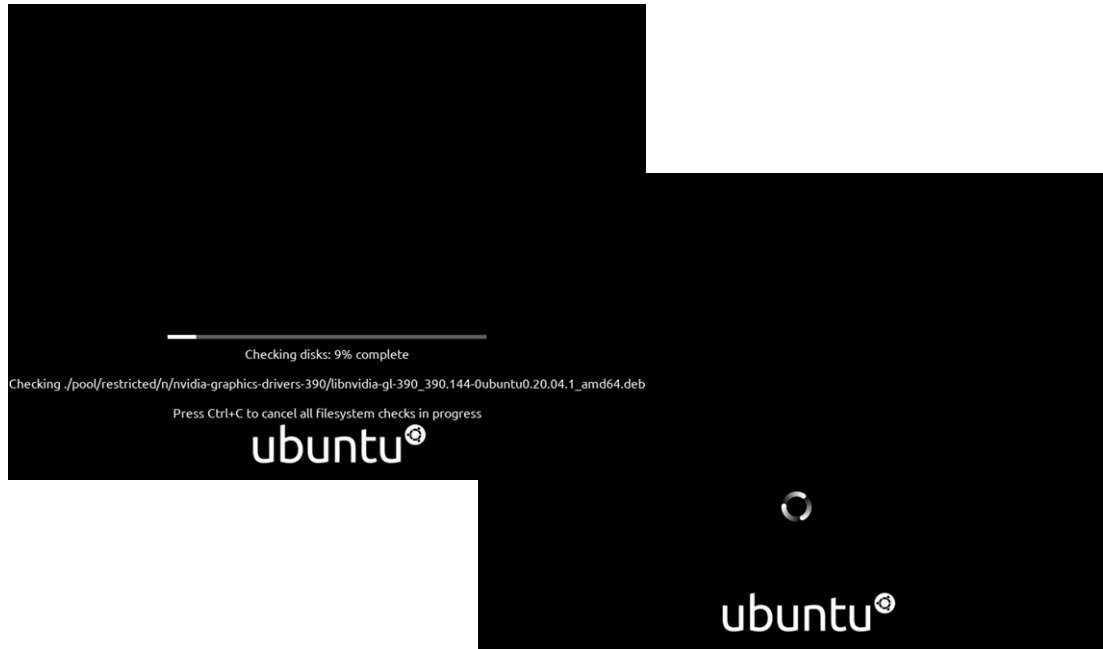 Checking disks: 9% complete
Checking ./pool/restricted/n/nvidia-graphics-drivers-390/libnvidia-gl-390_390.144-0ubuntu0.20.04.1_amd64.deb
Press Ctrl+C to cancel all filesystem checks in progress
ubuntu
ubuntu